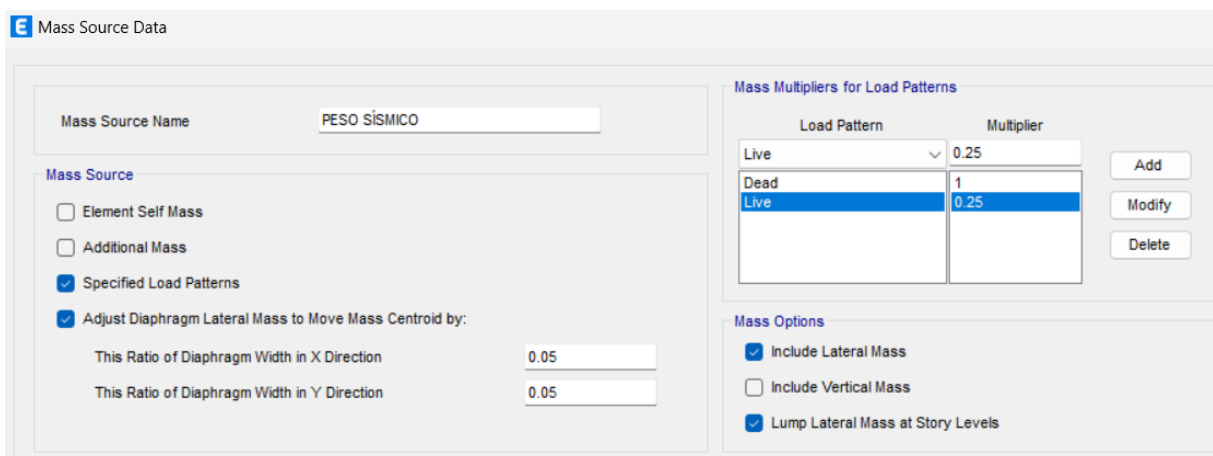 E Mass Source Data
Mass Source Name PESO SÍSMICO
Mass Source
Element Self Mass
Additional Mass
Specified Load Patterns
Adjust Diaphragm Lateral Mass to Move Mass Centroid by:
This Ratio of Diaphragm Width in X Direction 0.05
This Ratio of Diaphragm Width in Y Direction 0.05
Mass Multipliers for Load Patterns
Load Pattern Multiplier
Live 0.25
Dead 1
Live 0.25
Add
Modify
Delete
Mass Options
Include Lateral Mass
Include Vertical Mass
Lump Lateral Mass at Story Levels